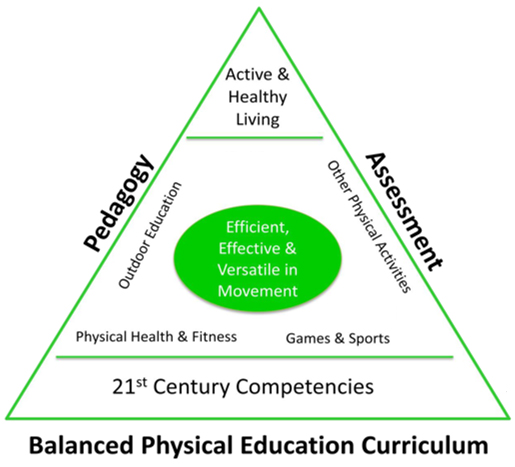 Active &
Healthy
Living
Pedagogy
Assessment
Outdoor Education
Other Physical Activities
Efficient,
Effective &
Versatile in
Movement
Physical Health & Fitness
Games & Sports
21st Century Competencies
Balanced Physical Education Curriculum